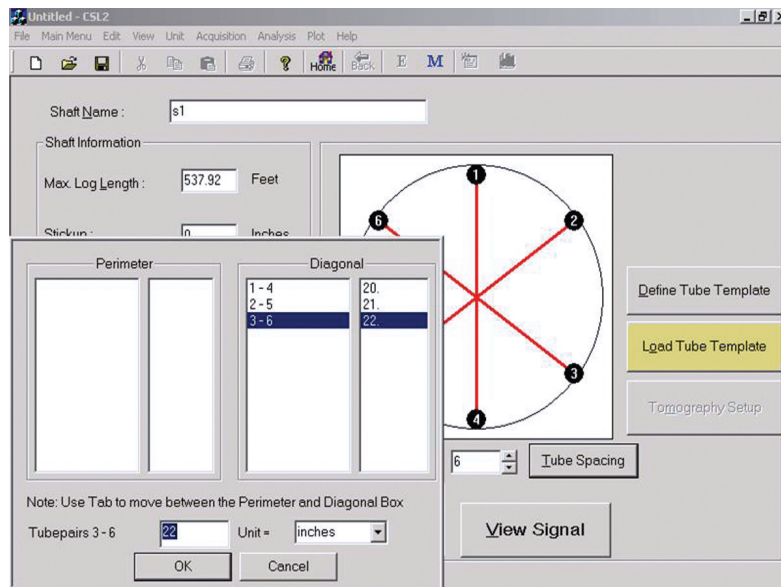 Untitled - CSL2
File Main Menu Edit View Unit Acquisition Analysis Plot Help
Home Back E M
Shaft Name : s1
Shaft Information
Max. Log Length : 537.92 Feet
Stickup : 0 Inches
1
6 2
3
4
Define Tube Template
Load Tube Template
Tomography Setup
6 Tube Spacing
View Signal
Perimeter Diagonal
1 - 4 20.
2 - 5 21.
3 - 6 22.
Note: Use Tab to move between the Perimeter and Diagonal Box
Tubepairs 3 - 6 22 Unit = inches
OK Cancel